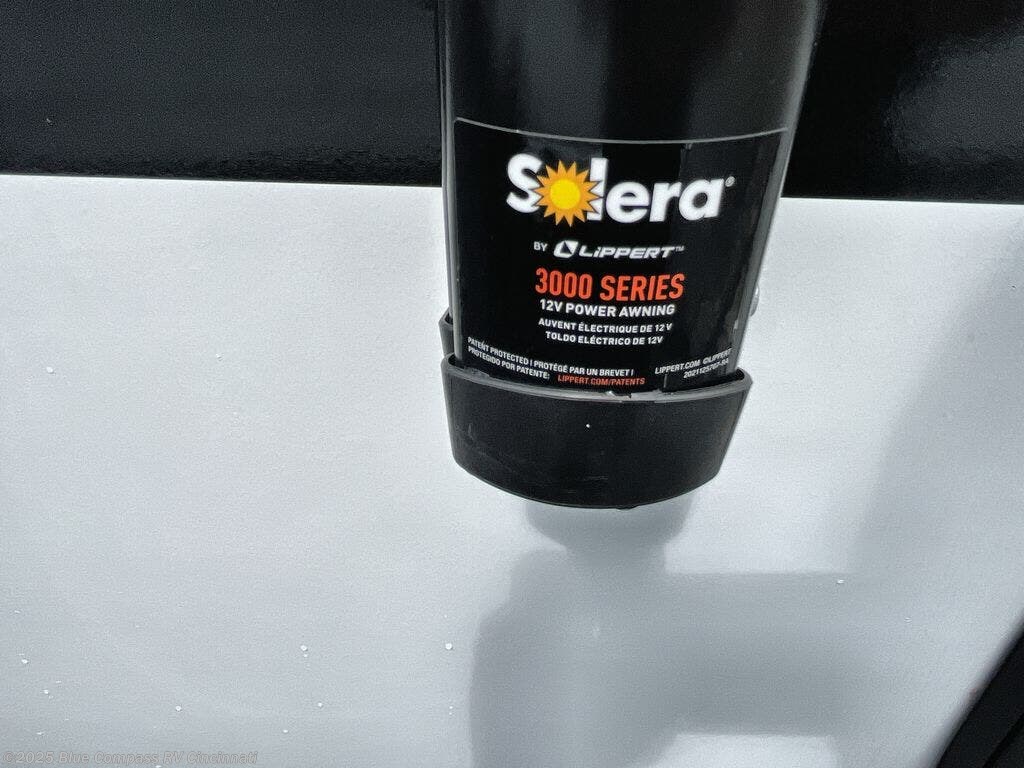 Solera®
BY LiPPERT™
3000 SERIES
12V POWER AWNING
AUVENT ÉLECTRIQUE DE 12 V
TOLDO ELÉCTRICO DE 12V
PATENT PROTECTED | PROTÉGÉ PAR UN BREVET |
PROTEGIDO POR PATENTE: LIPPERT.COM/PATENTS
LIPPERT.COM ©LIPPERT
©2025 Blue Compass RV Cincinnati